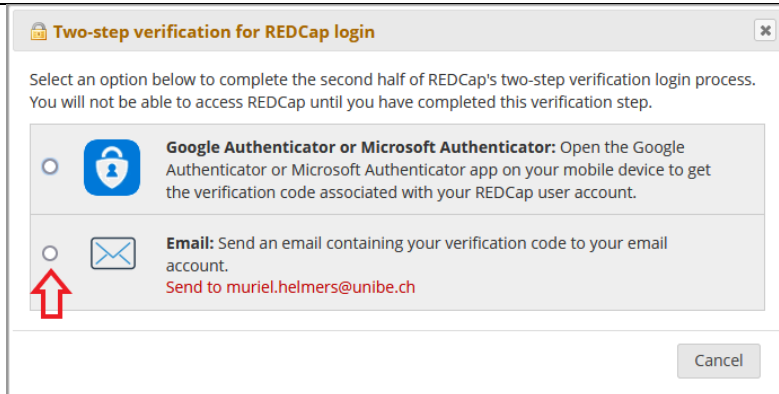 Two-step verification for REDCap login
Select an option below to complete the second half of REDCap's two-step verification login process.
You will not be able to access REDCap until you have completed this verification step.
Google Authenticator or Microsoft Authenticator: Open the Google
Authenticator or Microsoft Authenticator app on your mobile device to get
the verification code associated with your REDCap user account.
Email: Send an email containing your verification code to your email
account.
Send to muriel.helmers@unibe.ch
Cancel